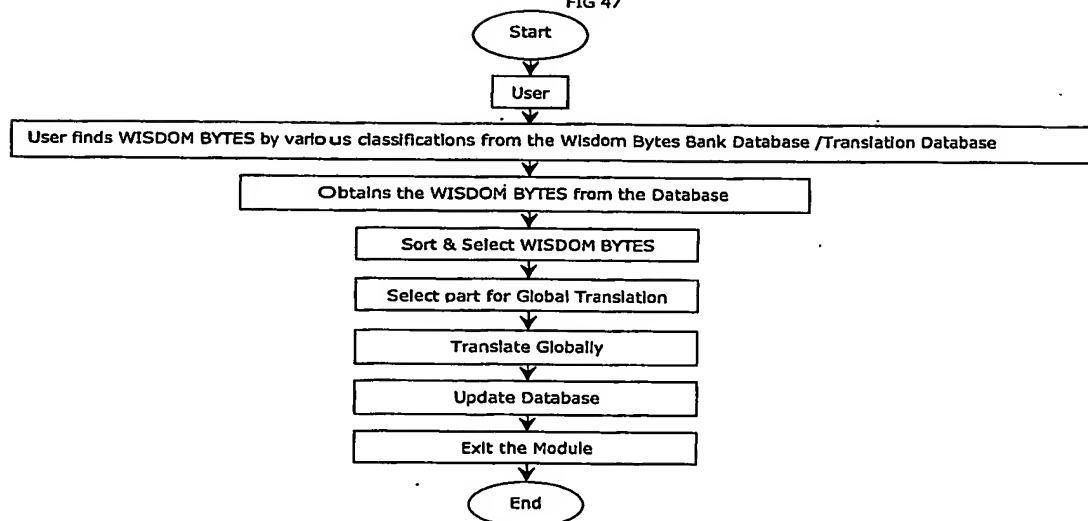 FIG 47
Start
User
User finds WISDOM BYTES by various classifications from the Wisdom Bytes Bank Database /Translation Database
Obtains the WISDOM BYTES from the Database
Sort & Select WISDOM BYTES
Select part for Global Translation
Translate Globally
Update Database
Exit the Module
End